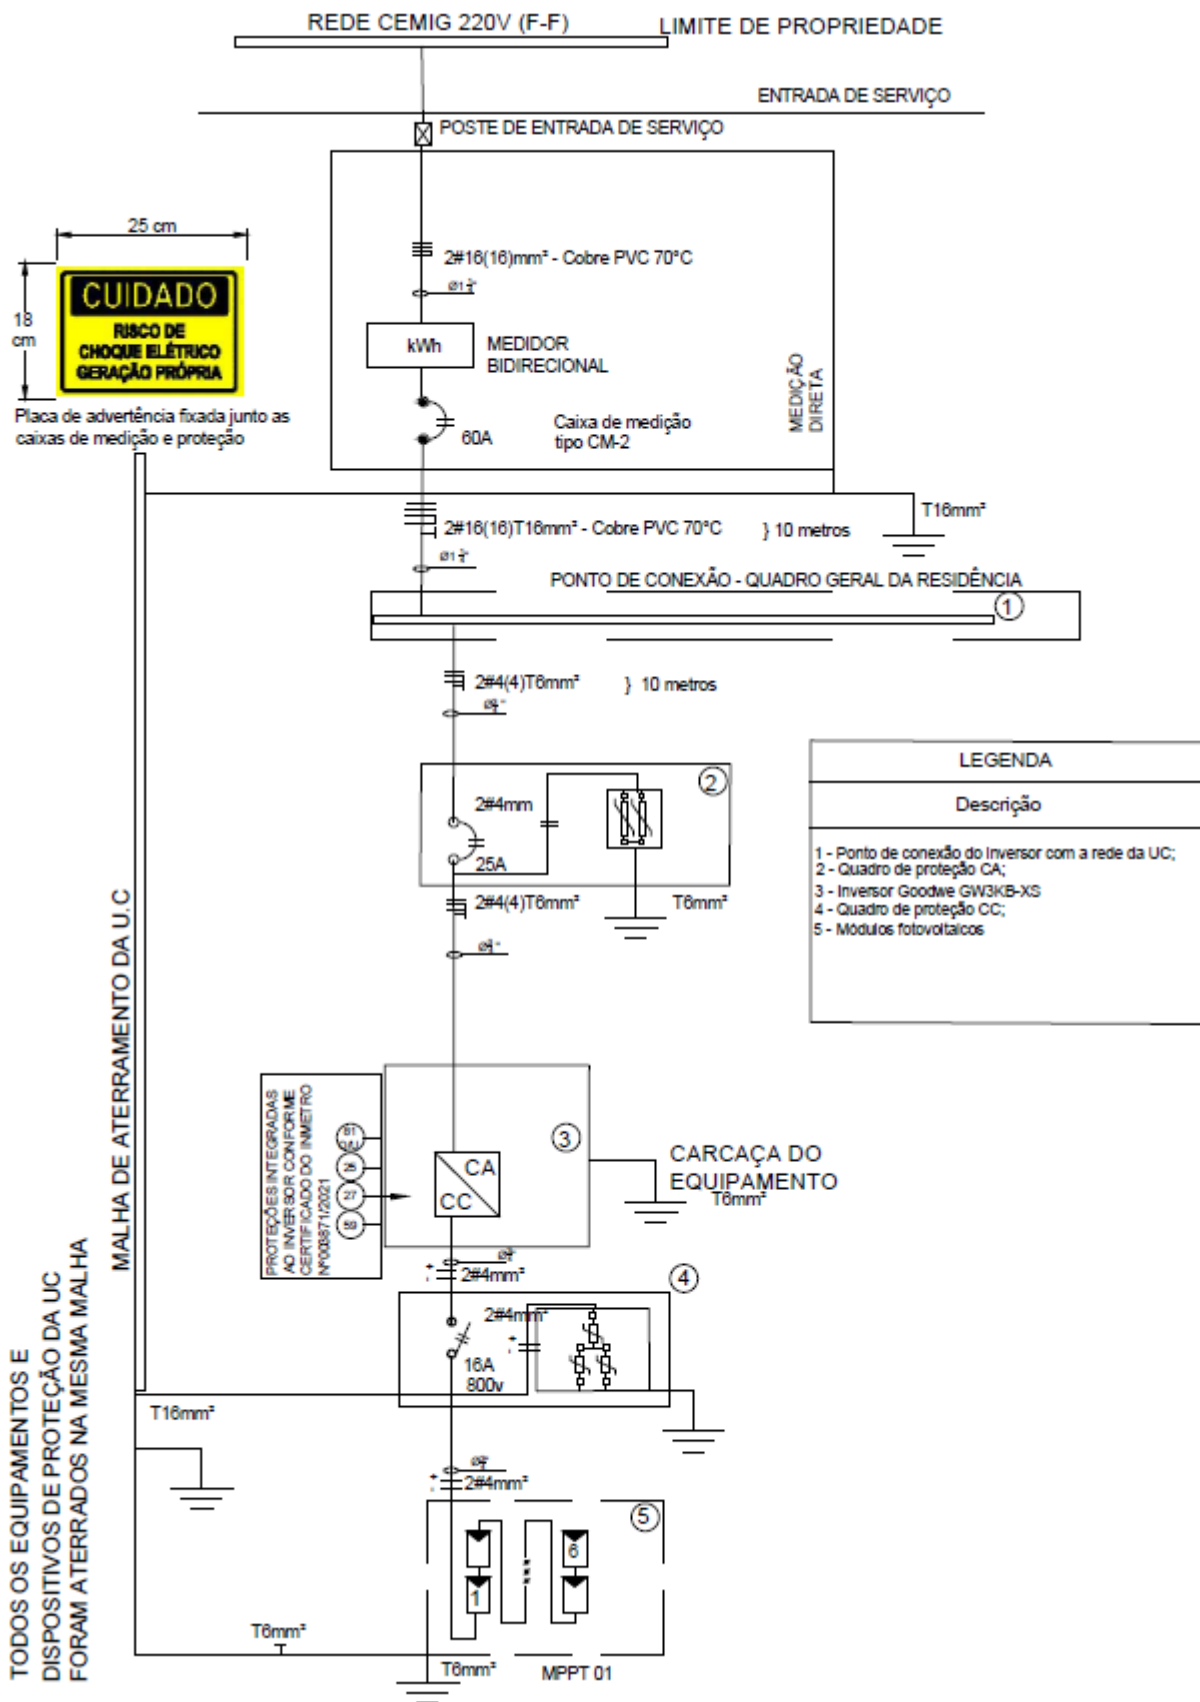 REDE CEMIG 220V (F-F)
LIMITE DE PROPRIEDADE
ENTRADA DE SERVIÇO
POSTE DE ENTRADA DE SERVIÇO
25 cm
18
cm
CUIDADO
RISCO DE
CHOQUE ELÉTRICO
GERAÇÃO PRÓPRIA
Placa de advertência fixada junto as
caixas de medição e proteção
2#16(16)mm² - Cobre PVC 70°C
kWh
MEDIDOR
BIDIRECIONAL
60A
Caixa de medição
tipo CM-2
MEDIÇÃO
DIRETA
T16mm²
2#16(16)T16mm² - Cobre PVC 70°C
} 10 metros
PONTO DE CONEXÃO - QUADRO GERAL DA RESIDÊNCIA
1
2#4(4)T6mm²
} 10 metros
2
2#4mm
25A
T6mm²
2#4(4)T6mm²
LEGENDA
Descrição
1 - Ponto de conexão do Inversor com a rede da UC;
2 - Quadro de proteção CA;
3 - Inversor Goodwe GW3KB-XS
4 - Quadro de proteção CC;
5 - Módulos fotovoltaicos
MALHA DE ATERRAMENTO DA U.C
PROTEÇÕES INTEGRADAS
AO INVERSOR CONFORME
CERTIFICADO DO INMETRO
Nº003871/2021
27
3
CA
CC
CARCAÇA DO
EQUIPAMENTO
T6mm²
+
-
2#4mm²
4
2#4mm²
+
-
16A
800v
T16mm²
+
-
2#4mm²
5
1
6
T6mm²
T6mm²
MPPT 01
TODOS OS EQUIPAMENTOS E
DISPOSITIVOS DE PROTEÇÃO DA UC
FORAM ATERRADOS NA MESMA MALHA